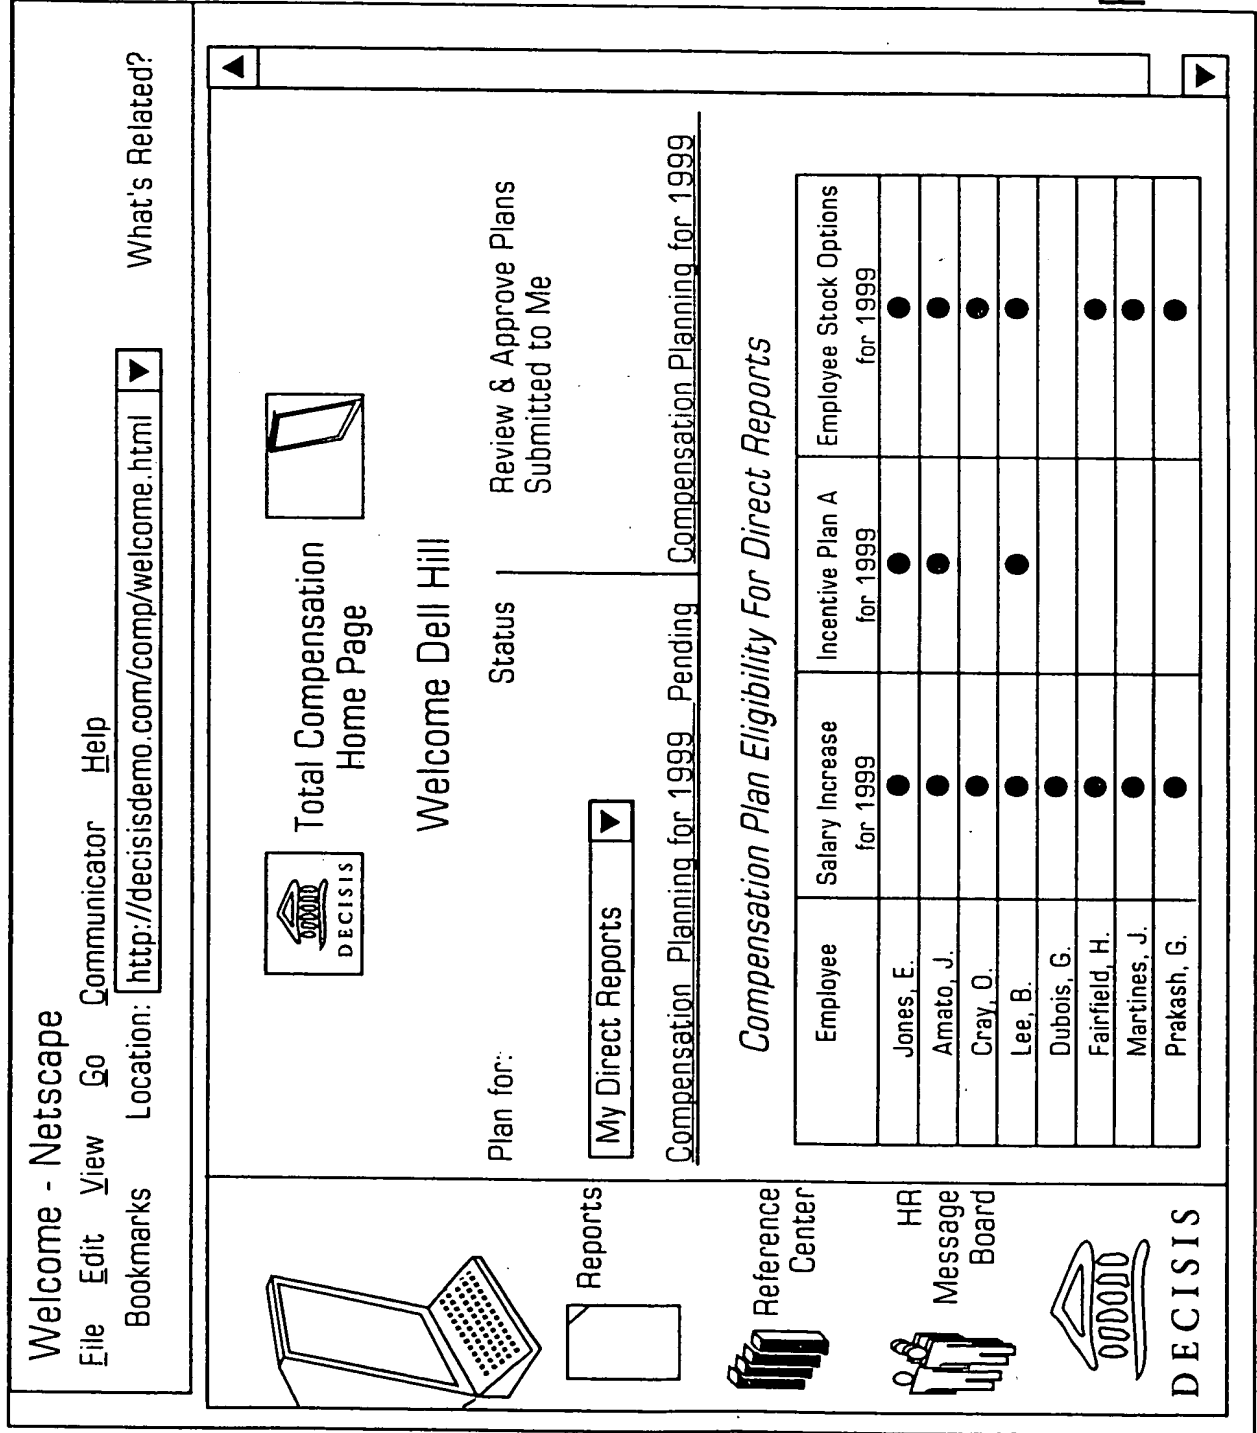 Welcome - Netscape
File Edit View Go Communicator Help
Bookmarks Location: http://decisisdemo.com/comp/welcome.html What's Related?
DECISIS
Total Compensation
Home Page
Welcome Dell Hill
Plan for:
Status
Review & Approve Plans
Submitted to Me
My Direct Reports
Compensation Planning for 1999 Pending
Compensation Planning for 1999
Reports
Reference
Center
HR
Message
Board
DECISIS
Compensation Plan Eligibility For Direct Reports
Employee
Salary Increase
for 1999
Incentive Plan A
for 1999
Employee Stock Options
for 1999
Jones, E.
Amato, J.
Cray, O.
Lee, B.
Dubois, G.
Fairfield, H.
Martines, J.
Prakash, G.